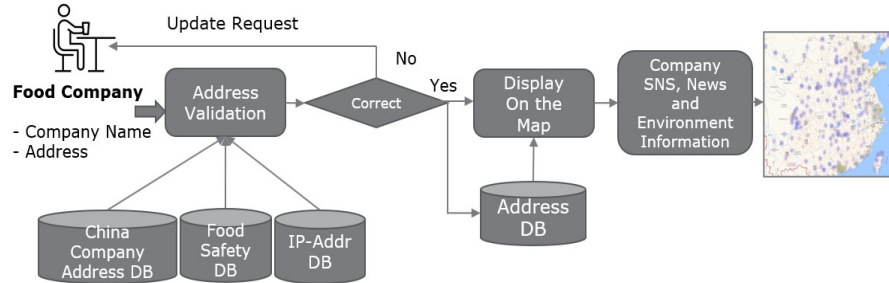 Update Request
No
Food Company
- Company Name
- Address
Address
Validation
Correct
Yes
Display
On the
Map
Company
SNS, News
and
Environment
Information
China
Company
Address DB
Food
Safety
DB
IP-Addr
DB
Address
DB